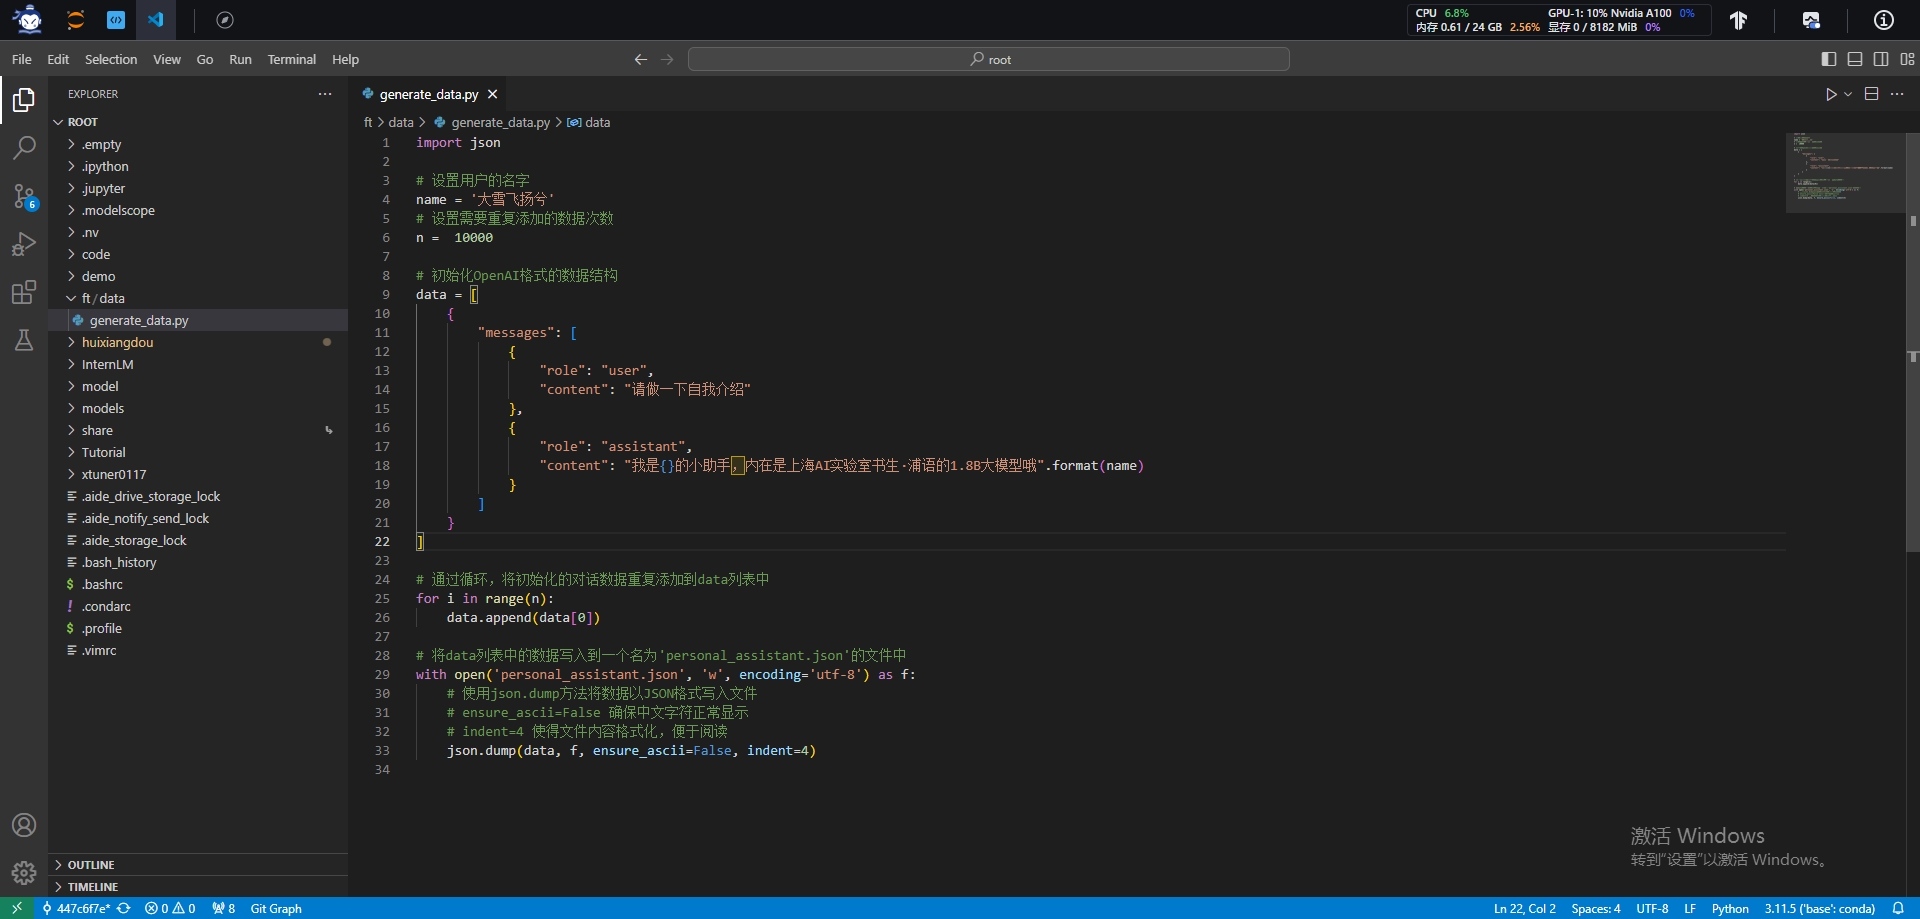 CPU 6.8% GPU-1: 10% Nvidia A100 0%
内存 0.61 / 24 GB 2.56% 显存 0 / 8182 MiB 0%
File Edit Selection View Go Run Terminal Help
root
EXPLORER
ROOT
.empty
.ipython
.jupyter
.modelscope
.nv
code
demo
ft/data
generate_data.py
huixiangdou
InternLM
model
models
share
Tutorial
xtuner0117
.aide_drive_storage_lock
.aide_notify_send_lock
.aide_storage_lock
.bash_history
$ .bashrc
! .condarc
$ .profile
.vimrc
OUTLINE
TIMELINE
6
generate_data.py
ft > data > generate_data.py > data
1 import json
2
3 # 设置用户的名字
4 name = '大雪飞扬兮'
5 # 设置需要重复添加的数据次数
6 n =  10000
7
8 # 初始化OpenAI格式的数据结构
9 data = [
10 {
11 "messages": [
12 {
13 "role": "user",
14 "content": "请做一下自我介绍"
15 },
16 {
17 "role": "assistant",
18 "content": "我是{}的小助手，内在是上海AI实验室书生·浦语的1.8B大模型哦".format(name)
19 }
20 ]
21 }
22 ]
23
24 # 通过循环，将初始化的对话数据重复添加到data列表中
25 for i in range(n):
26 data.append(data[0])
27
28 # 将data列表中的数据写入到一个名为'personal_assistant.json'的文件中
29 with open('personal_assistant.json', 'w', encoding='utf-8') as f:
30 # 使用json.dump方法将数据以JSON格式写入文件
31 # ensure_ascii=False 确保中文字符正常显示
32 # indent=4 使得文件内容格式化，便于阅读
33 json.dump(data, f, ensure_ascii=False, indent=4)
34
激活 Windows
转到"设置"以激活 Windows。
447c6f7e* 0 0 8 Git Graph
Ln 22, Col 2 Spaces: 4 UTF-8 LF Python 3.11.5 ('base': conda)